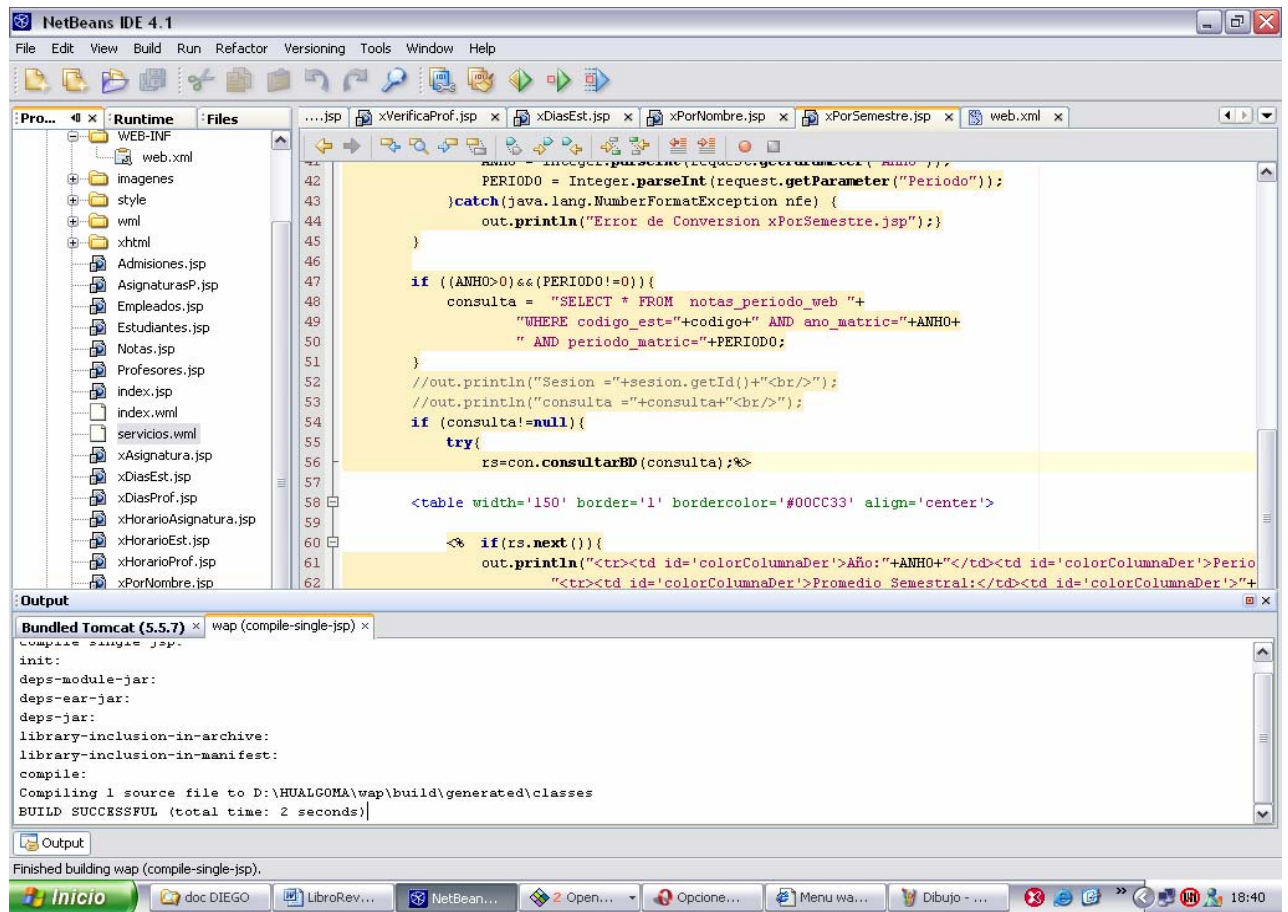 NetBeans IDE 4.1
File Edit View Build Run Refactor Versioning Tools Window Help
Pro... Runtime Files
....jsp xVerificaProf.jsp xDiasEst.jsp xPorNombre.jsp xPorSemestre.jsp web.xml
WEB-INF
web.xml
imagenes
style
wml
xhtml
Admisiones.jsp
AsignaturasP.jsp
Empleados.jsp
Estudiantes.jsp
Notas.jsp
Profesores.jsp
index.jsp
index.wml
servicios.wml
xAsignatura.jsp
xDiasEst.jsp
xDiasProf.jsp
xHorarioAsignatura.jsp
xHorarioEst.jsp
xHorarioProf.jsp
xPorNombre.jsp
41 ANHO = Integer.parseInt(request.getParameter("Anho"));
42 PERIODO = Integer.parseInt(request.getParameter("Periodo"));
43 }catch(java.lang.NumberFormatException nfe) {
44 out.println("Error de Conversion xPorSemestre.jsp");}
45 }
46
47 if ((ANHO>0)&&(PERIODO!=0)){
48 consulta = "SELECT * FROM notas_periodo_web "+
49 "WHERE codigo_est="+codigo+" AND ano_matric="+ANHO+
50 " AND periodo_matric="+PERIODO;
51 }
52 //out.println("Sesion ="+sesion.getId()+"<br/>");
53 //out.println("consulta ="+consulta+"<br/>");
54 if (consulta!=null){
55 try{
56 rs=con.consultarBD(consulta);%>
57
58 <table width='150' border='1' bordercolor='#00CC33' align='center'>
59
60 <% if(rs.next()){
61 out.println("<tr><td id='colorColumnaDer'>Año:"+ANHO+"</td><td id='colorColumnaDer'>Perio
62 "<tr><td id='colorColumnaDer'>Promedio Semestral:</td><td id='colorColumnaDer'>"+
Output
Bundled Tomcat (5.5.7) wap (compile-single-jsp)
compile-single-jsp:
init:
deps-module-jar:
deps-ear-jar:
deps-jar:
library-inclusion-in-archive:
library-inclusion-in-manifest:
compile:
Compiling 1 source file to D:\HUALGOMA\wap\build\generated\classes
BUILD SUCCESSFUL (total time: 2 seconds)
Output
Finished building wap (compile-single-jsp).
Inicio doc DIEGO LibroRev... NetBean... 2 Open... Opcione... Menu wa... Dibujo - ... 18:40